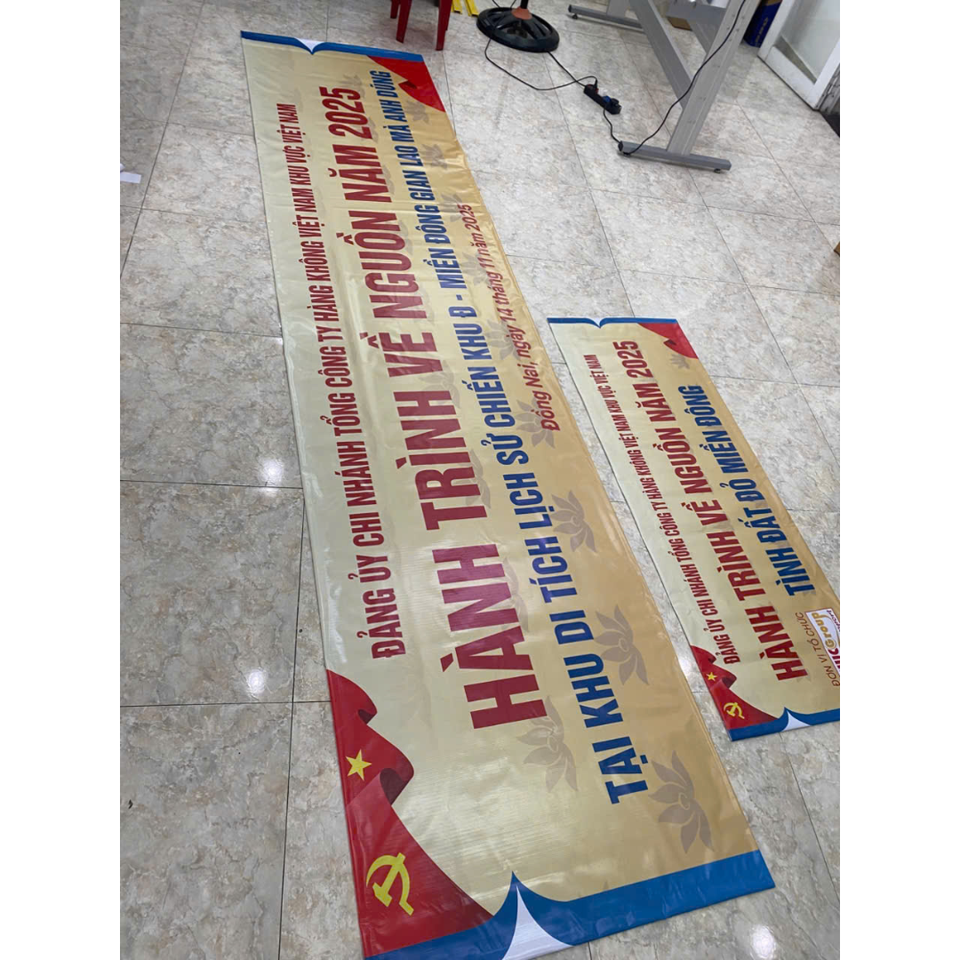 ĐẢNG ỦY CHI NHÁNH TỔNG CÔNG TY HÀNG KHÔNG VIỆT NAM KHU VỰC VIỆT NAM
HÀNH TRÌNH VỀ NGUỒN NĂM 2025
TẠI KHU DI TÍCH LỊCH SỬ CHIẾN KHU Đ - MIỀN ĐÔNG GIAN LAO MÀ ANH DŨNG
Đồng Nai, ngày 14 tháng 11 năm 2025
ĐẢNG ỦY CHI NHÁNH TỔNG CÔNG TY HÀNG KHÔNG VIỆT NAM KHU VỰC VIỆT NAM
HÀNH TRÌNH VỀ NGUỒN NĂM 2025
TÌNH ĐẤT ĐỎ MIỀN ĐÔNG
ĐƠN VỊ TỔ CHỨC
Group